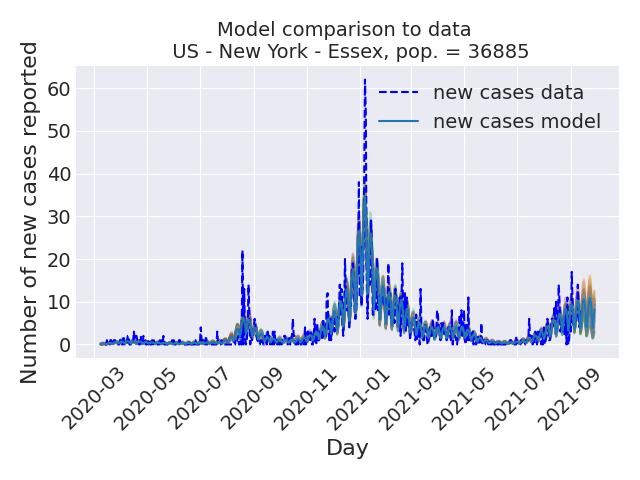 Model comparison to data
US - New York - Essex, pop. = 36885
Number of new cases reported
60
50
40
30
20
10
0
new cases data
new cases model
2020-03
2020-05
2020-07
2020-09
2020-11
2021-01
2021-03
2021-05
2021-07
2021-09
Day